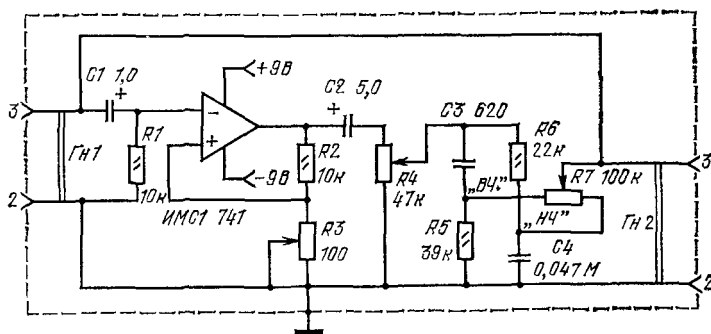 +9В
C1 1,0
+
C2 5,0
+
C3 620
R6
22к
3
Гн1
R1
10к
-
+
-9В
R2
10к
R4
47к
„ВЧ"
R7 100к
3
2
ИМС1 741
R3
100
R5
39к
„НЧ"
C4
0,047М
Гн2
2